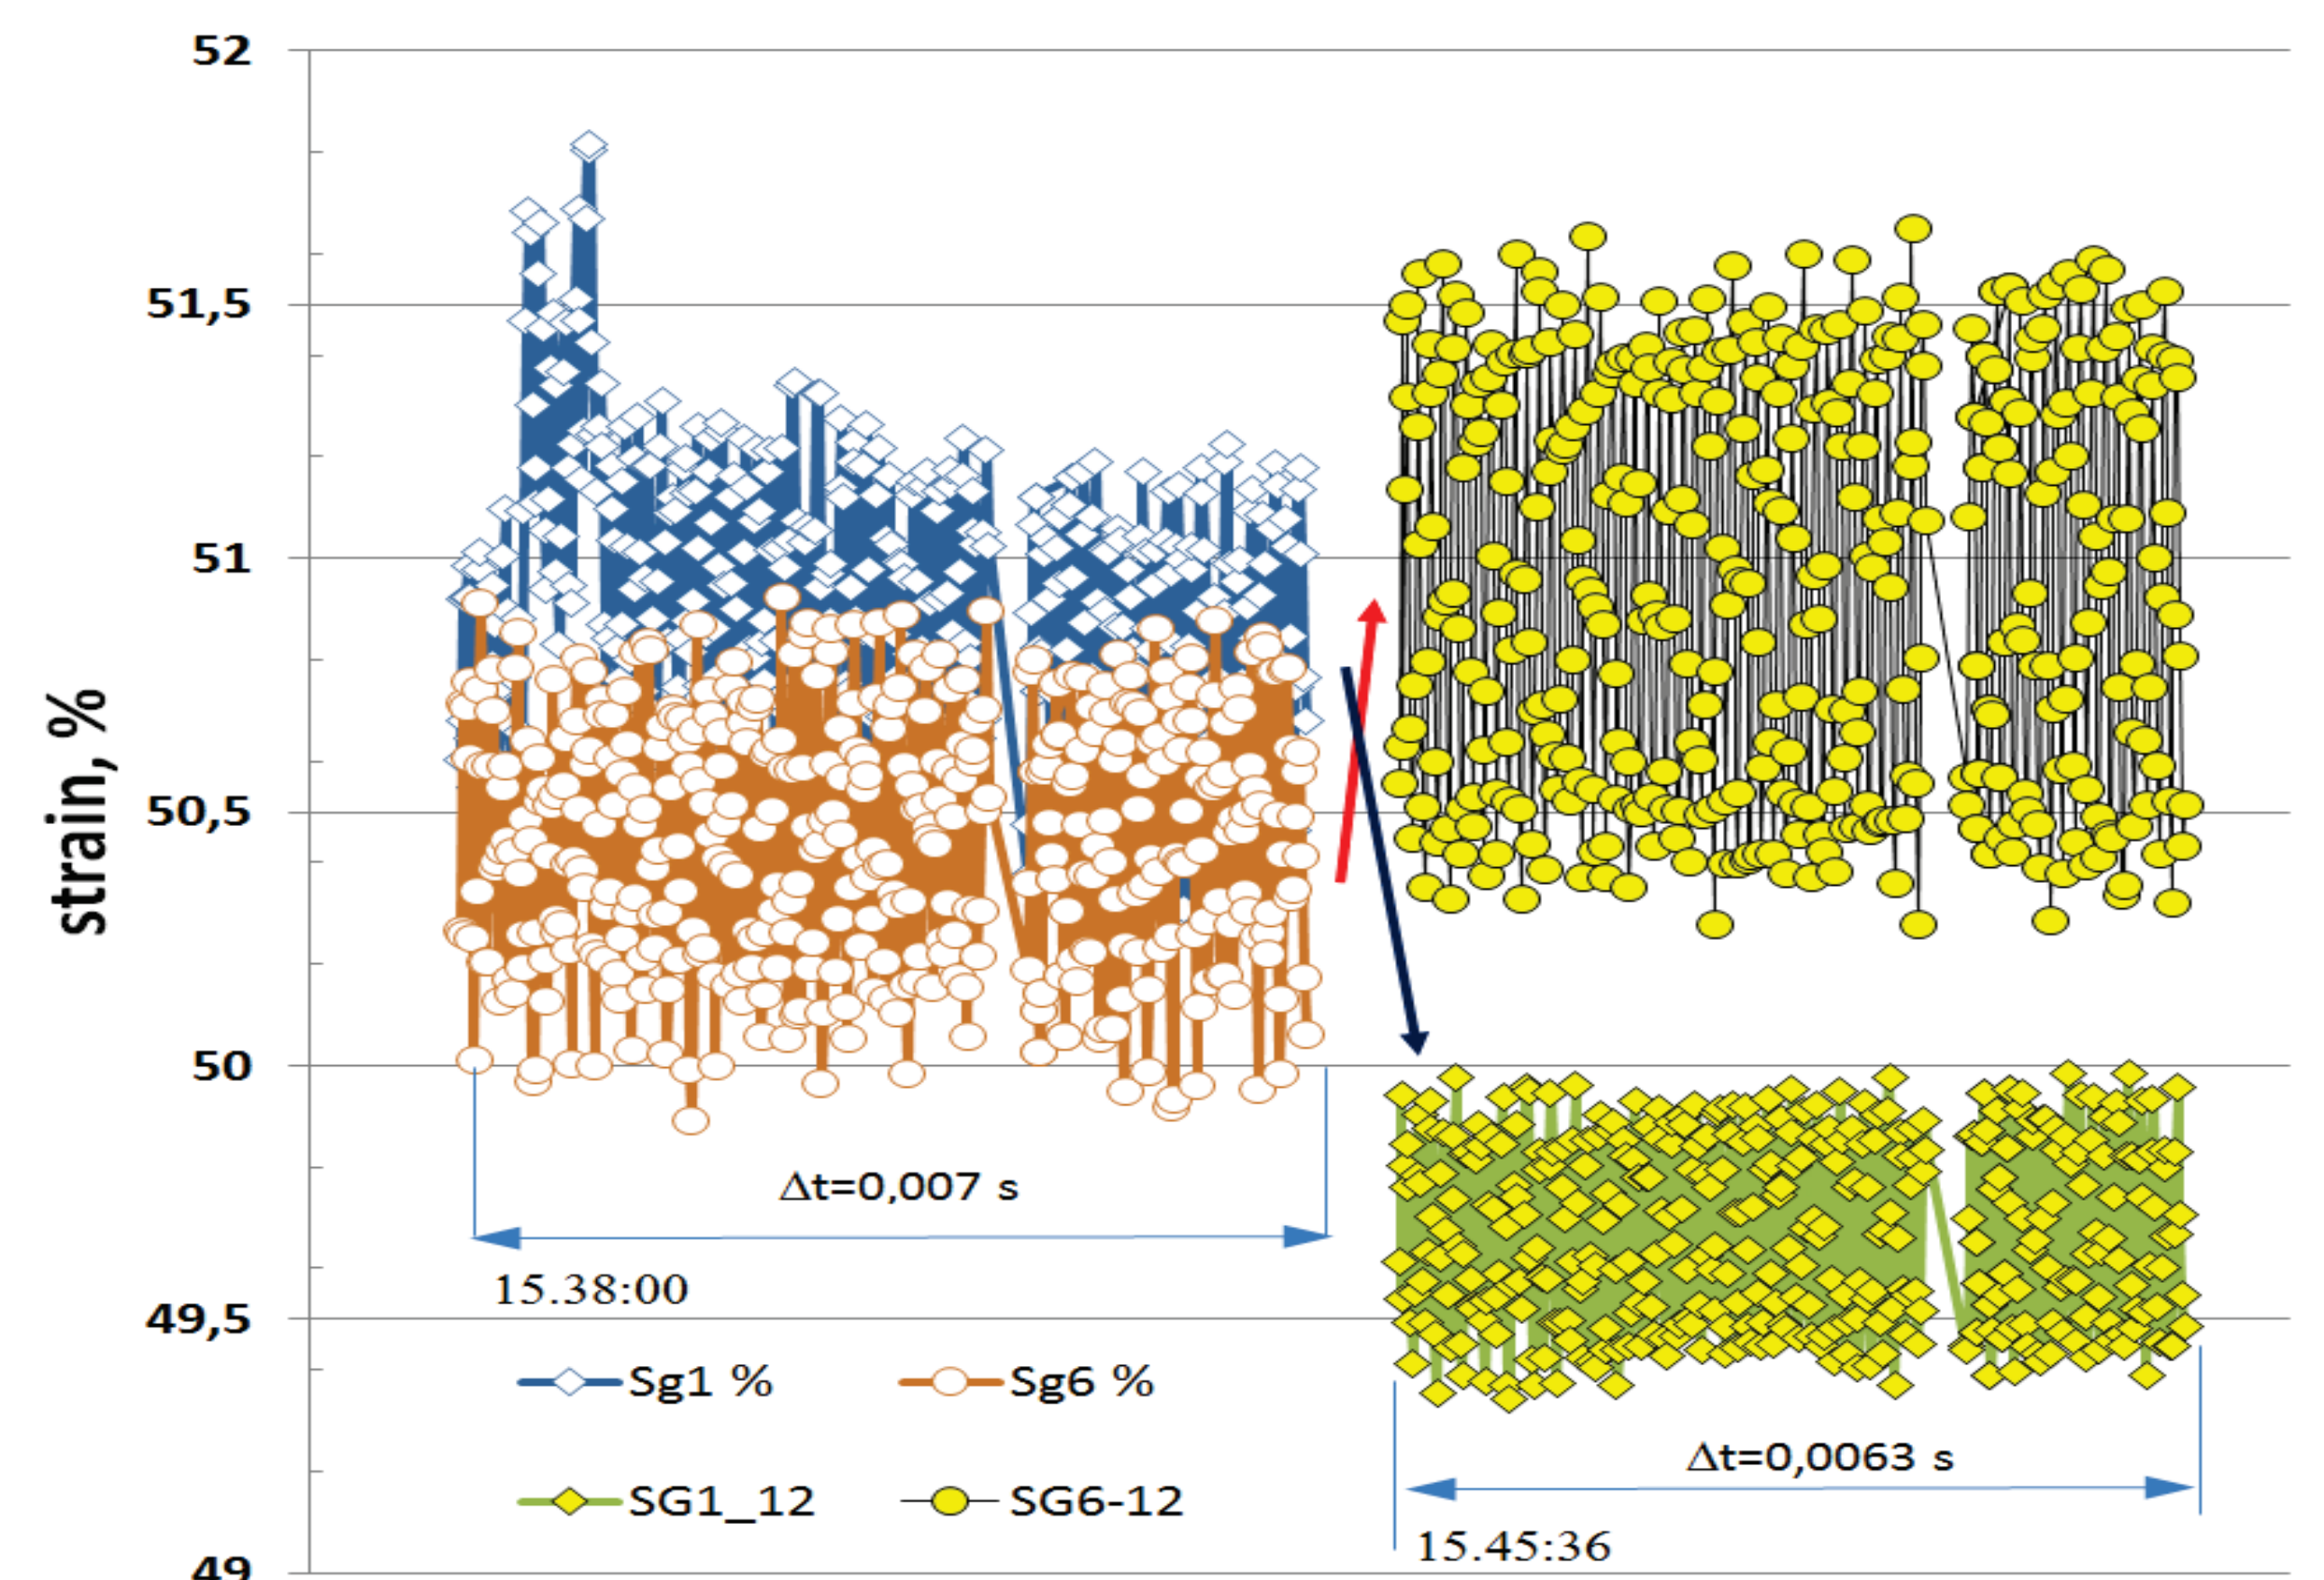 52
51,5
51
50,5
50
49,5
49
strain, %
Δt=0,007 s
15.38:00
Sg1 %
Sg6 %
SG1_12
SG6-12
Δt=0,0063 s
15.45:36